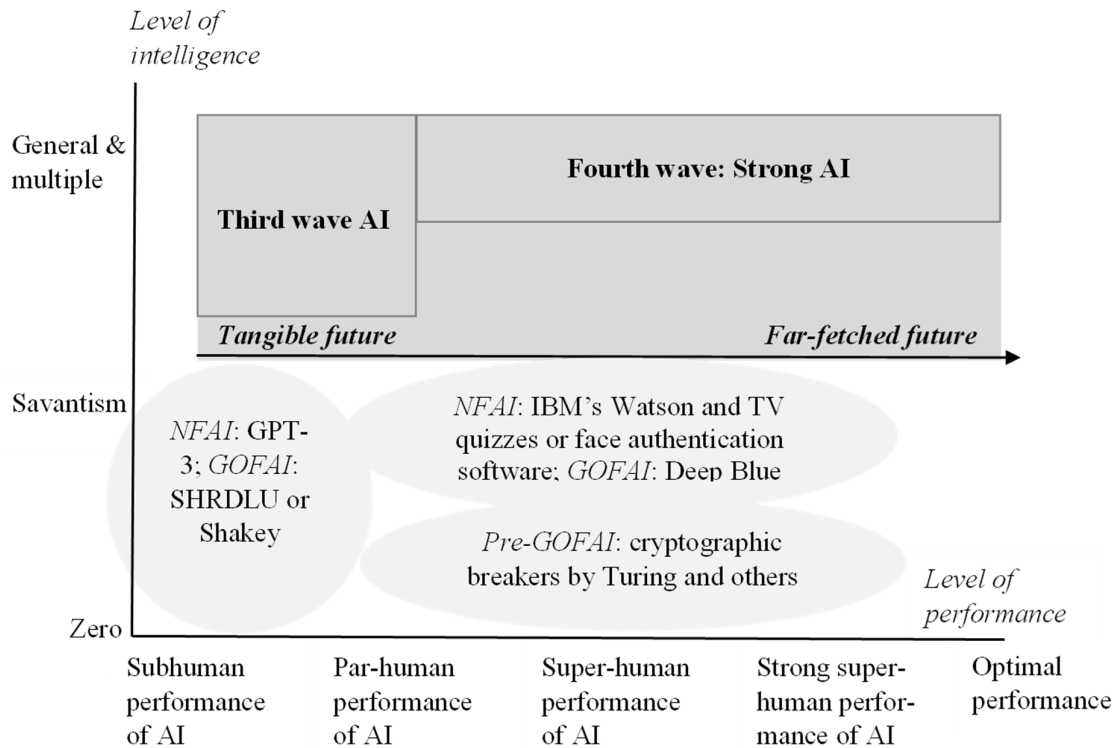 Level of
intelligence
General &
multiple
Third wave AI
Fourth wave: Strong AI
Tangible future
Far-fetched future
Savantism
NFAI: GPT-
3; GOFAI:
SHRDLU or
Shakey
NFAI: IBM’s Watson and TV
quizzes or face authentication
software; GOFAI: Deep Blue
Pre-GOFAI: cryptographic
breakers by Turing and others
Level of
performance
Zero
Subhuman
performance
of AI
Par-human
performance
of AI
Super-human
performance
of AI
Strong super-
human perfor-
mance of AI
Optimal
performance